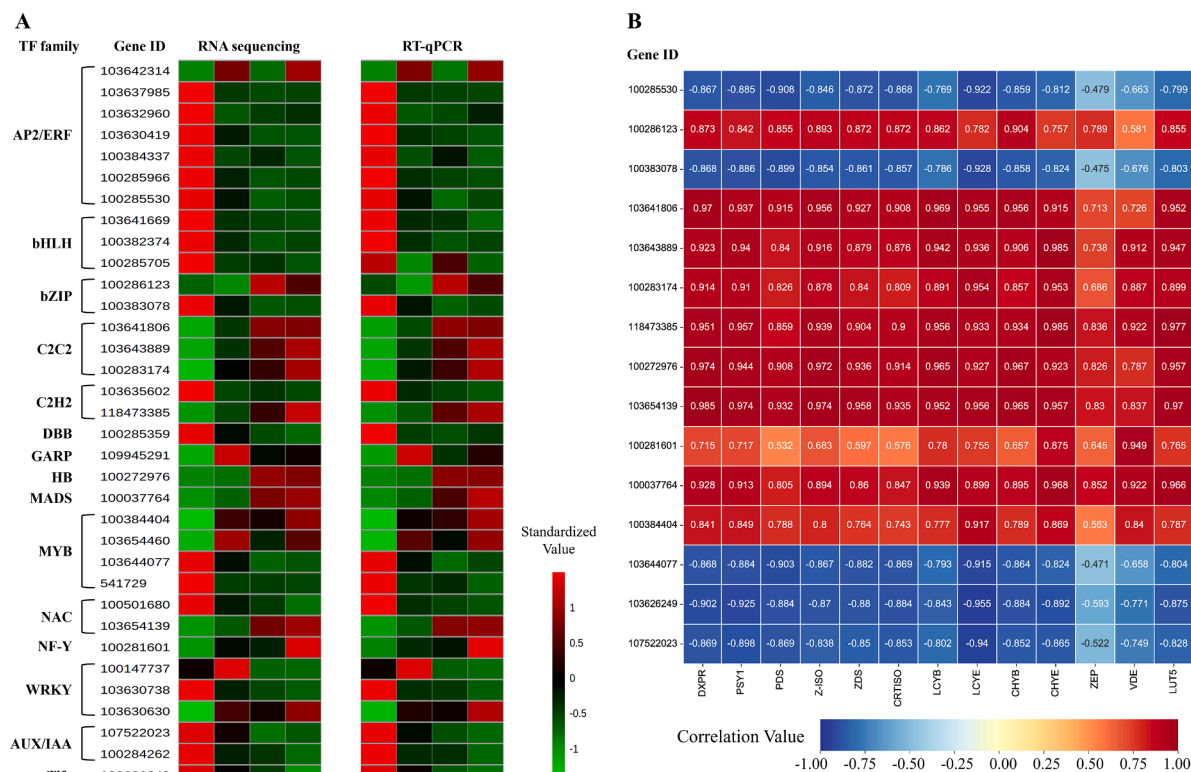 A
TF family Gene ID RNA sequencing RT-qPCR
AP2/ERF
103642314
103637985
103632960
103630419
100384337
100285966
100285530
bHLH
103641669
100382374
100285705
bZIP
100286123
100383078
C2C2
103641806
103643889
100283174
C2H2
103635602
118473385
DBB 100285359
GARP 109945291
HB 100272976
MADS 100037764
MYB
100384404
103654460
103644077
541729
NAC
100501680
103654139
NF-Y 100281601
WRKY
100147737
103630738
103630630
AUX/IAA
107522023
100284262
Standardized
Value
1
0.5
0
-0.5
-1
B
Gene ID
100285530 -0.867 -0.885 -0.908 -0.846 -0.872 -0.868 -0.769 -0.922 -0.859 -0.812 -0.479 -0.663 -0.799
100286123 0.873 0.842 0.855 0.893 0.872 0.872 0.862 0.782 0.904 0.757 0.789 0.581 0.855
100383078 -0.868 -0.886 -0.899 -0.854 -0.861 -0.857 -0.786 -0.928 -0.858 -0.824 -0.475 -0.676 -0.803
103641806 0.97 0.937 0.915 0.956 0.927 0.908 0.969 0.955 0.956 0.915 0.713 0.726 0.952
103643889 0.923 0.94 0.84 0.916 0.879 0.876 0.942 0.936 0.906 0.985 0.738 0.912 0.947
100283174 0.914 0.91 0.826 0.878 0.84 0.809 0.891 0.954 0.857 0.953 0.686 0.887 0.899
118473385 0.951 0.957 0.859 0.939 0.904 0.9 0.956 0.933 0.934 0.985 0.836 0.922 0.977
100272976 0.974 0.944 0.908 0.972 0.936 0.914 0.965 0.927 0.967 0.923 0.826 0.787 0.957
103654139 0.985 0.974 0.932 0.974 0.958 0.935 0.952 0.956 0.965 0.957 0.83 0.837 0.97
100281601 0.715 0.717 0.532 0.683 0.597 0.576 0.78 0.755 0.657 0.875 0.645 0.949 0.765
100037764 0.928 0.913 0.805 0.894 0.86 0.847 0.939 0.899 0.895 0.968 0.852 0.922 0.966
100384404 0.841 0.849 0.788 0.8 0.764 0.743 0.777 0.917 0.789 0.869 0.563 0.84 0.787
103644077 -0.868 -0.884 -0.903 -0.867 -0.882 -0.869 -0.793 -0.915 -0.864 -0.824 -0.471 -0.658 -0.804
103626249 -0.902 -0.925 -0.884 -0.87 -0.88 -0.884 -0.843 -0.955 -0.884 -0.892 -0.593 -0.771 -0.875
107522023 -0.869 -0.898 -0.869 -0.838 -0.85 -0.853 -0.802 -0.94 -0.852 -0.865 -0.522 -0.749 -0.828
DXPR PSY1 PDS Z-ISO ZDS CRTISO LCYB LCYE CHYB CHYE ZEP VDE LUT5
Correlation Value
-1.00 -0.75 -0.50 -0.25 0.00 0.25 0.50 0.75 1.00